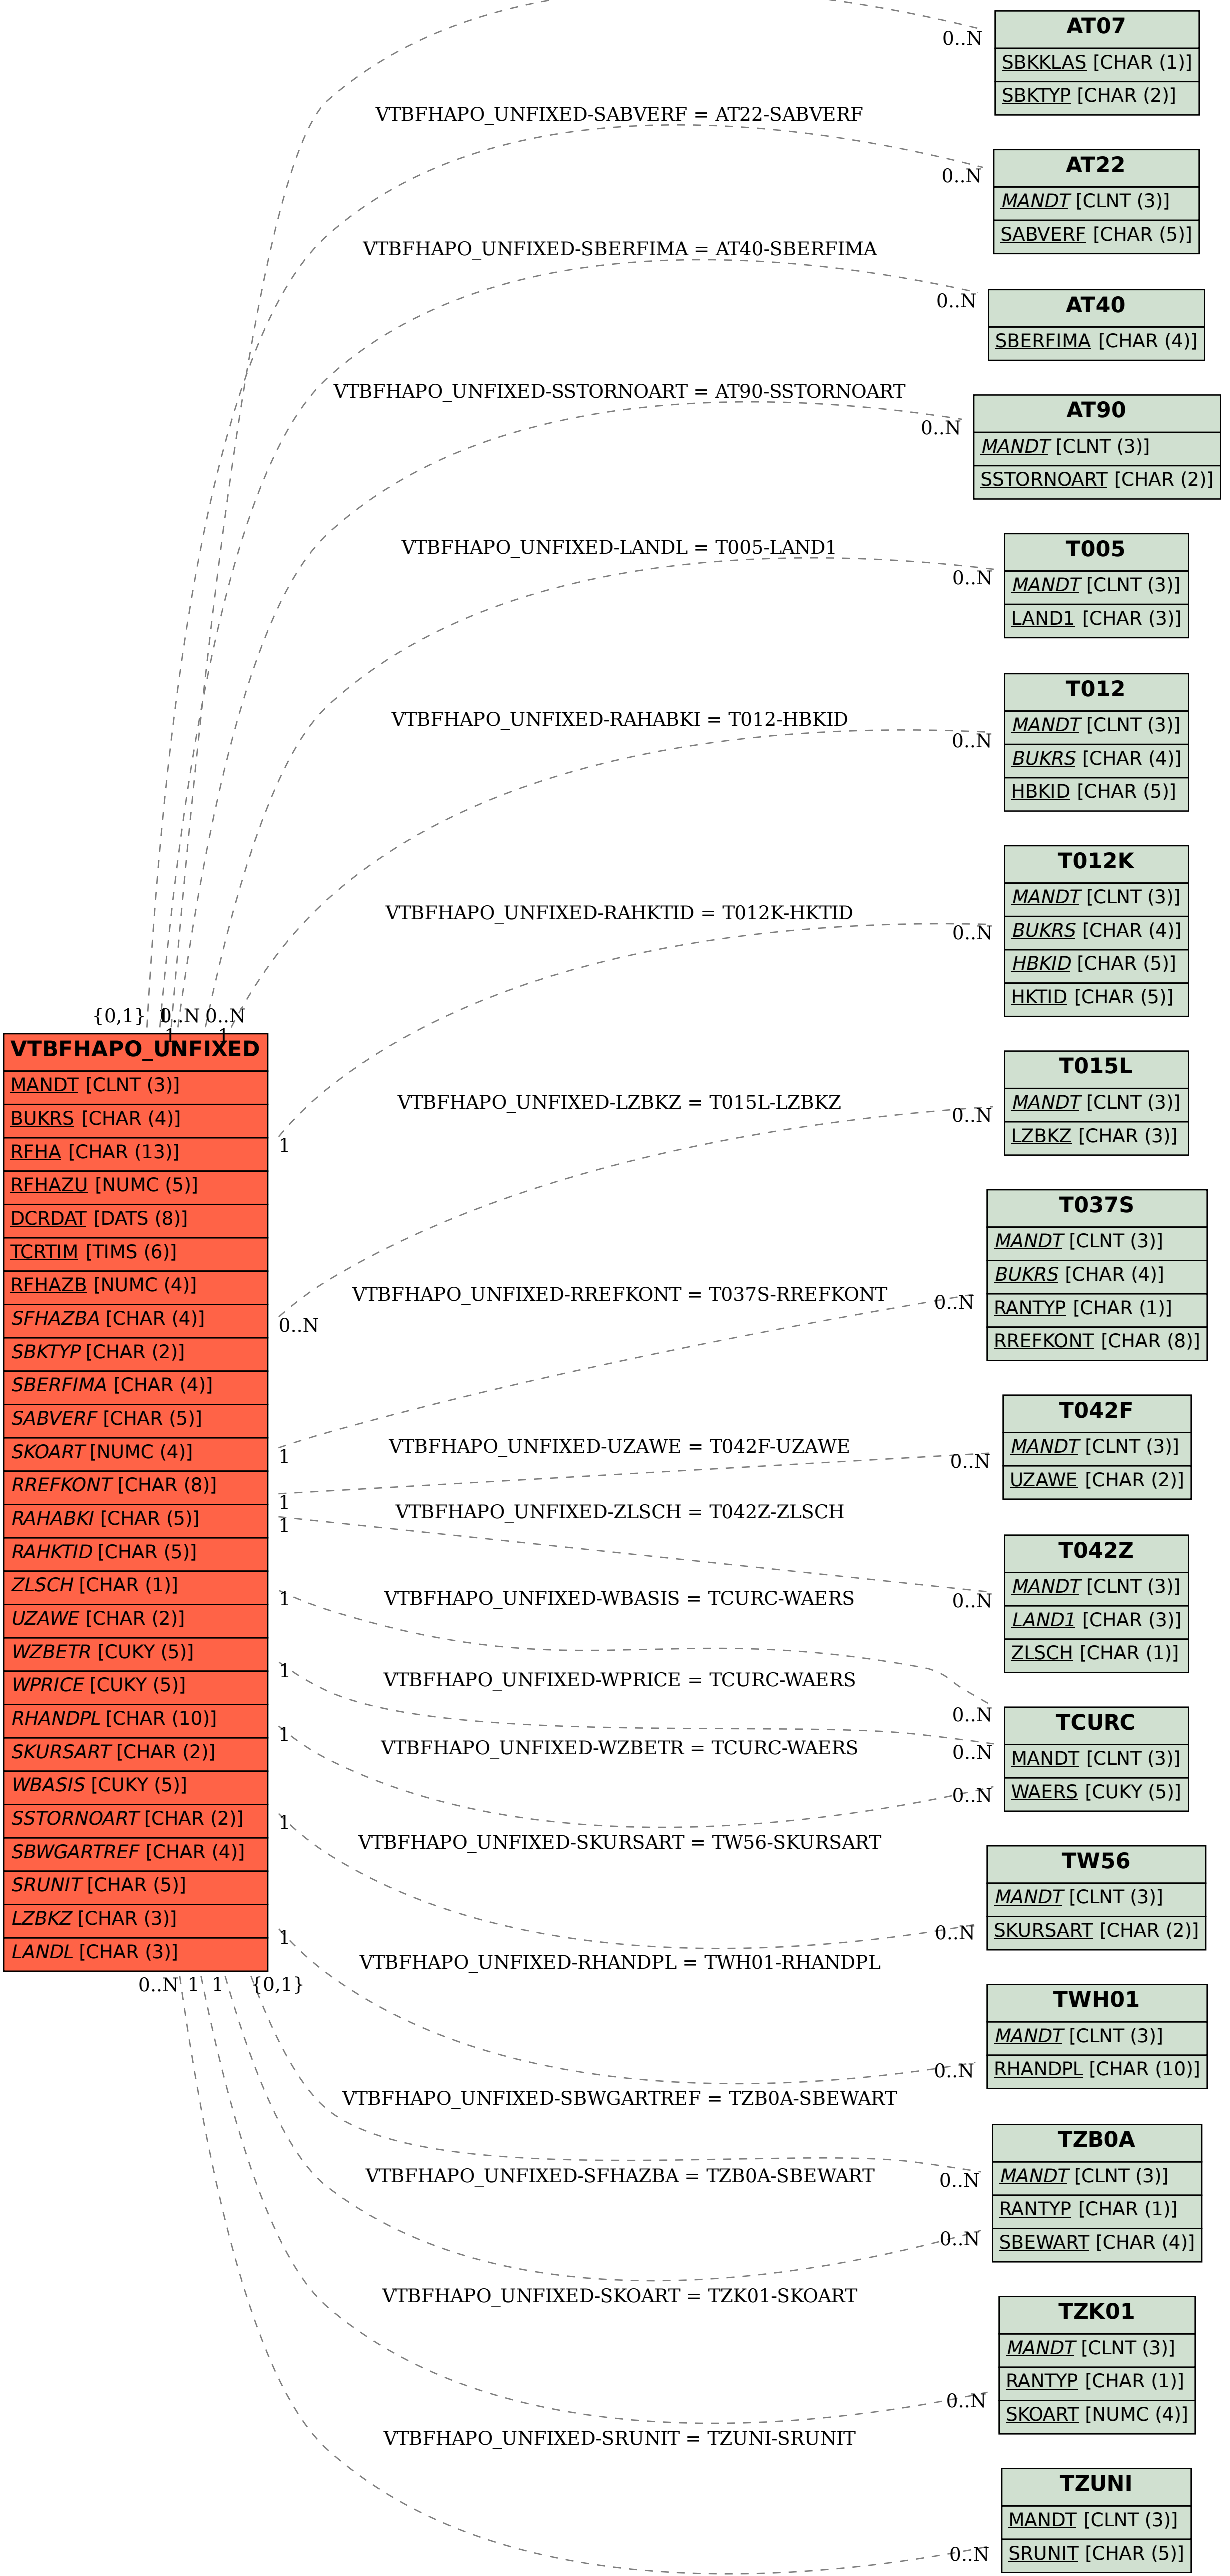 AT07
SBKKLAS [CHAR (1)]
SBKTYP [CHAR (2)]
0..N
VTBFHAPO_UNFIXED-SABVERF = AT22-SABVERF
0..N
AT22
MANDT [CLNT (3)]
SABVERF [CHAR (5)]
VTBFHAPO_UNFIXED-SBERFIMA = AT40-SBERFIMA
0..N
AT40
SBERFIMA [CHAR (4)]
VTBFHAPO_UNFIXED-SSTORNOART = AT90-SSTORNOART
0..N
AT90
MANDT [CLNT (3)]
SSTORNOART [CHAR (2)]
VTBFHAPO_UNFIXED-LANDL = T005-LAND1
0..N
T005
MANDT [CLNT (3)]
LAND1 [CHAR (3)]
VTBFHAPO_UNFIXED-RAHABKI = T012-HBKID
0..N
T012
MANDT [CLNT (3)]
BUKRS [CHAR (4)]
HBKID [CHAR (5)]
VTBFHAPO_UNFIXED-RAHKTID = T012K-HKTID
0..N
T012K
MANDT [CLNT (3)]
BUKRS [CHAR (4)]
HBKID [CHAR (5)]
HKTID [CHAR (5)]
{0,1} 1 0..N 0..N
1 1
VTBFHAPO_UNFIXED
MANDT [CLNT (3)]
BUKRS [CHAR (4)]
RFHA [CHAR (13)]
RFHAZU [NUMC (5)]
DCRDAT [DATS (8)]
TCRTIM [TIMS (6)]
RFHAZB [NUMC (4)]
SFHAZBA [CHAR (4)]
SBKTYP [CHAR (2)]
SBERFIMA [CHAR (4)]
SABVERF [CHAR (5)]
SKOART [NUMC (4)]
RREFKONT [CHAR (8)]
RAHABKI [CHAR (5)]
RAHKTID [CHAR (5)]
ZLSCH [CHAR (1)]
UZAWE [CHAR (2)]
WZBETR [CUKY (5)]
WPRICE [CUKY (5)]
RHANDPL [CHAR (10)]
SKURSART [CHAR (2)]
WBASIS [CUKY (5)]
SSTORNOART [CHAR (2)]
SBWGARTREF [CHAR (4)]
SRUNIT [CHAR (5)]
LZBKZ [CHAR (3)]
LANDL [CHAR (3)]
0..N 1 1 {0,1}
1
VTBFHAPO_UNFIXED-LZBKZ = T015L-LZBKZ
0..N
0..N
T015L
MANDT [CLNT (3)]
LZBKZ [CHAR (3)]
VTBFHAPO_UNFIXED-RREFKONT = T037S-RREFKONT
1
0..N
T037S
MANDT [CLNT (3)]
BUKRS [CHAR (4)]
RANTYP [CHAR (1)]
RREFKONT [CHAR (8)]
VTBFHAPO_UNFIXED-UZAWE = T042F-UZAWE
1
0..N
T042F
MANDT [CLNT (3)]
UZAWE [CHAR (2)]
VTBFHAPO_UNFIXED-ZLSCH = T042Z-ZLSCH
1
0..N
T042Z
MANDT [CLNT (3)]
LAND1 [CHAR (3)]
ZLSCH [CHAR (1)]
VTBFHAPO_UNFIXED-WBASIS = TCURC-WAERS
1
0..N
VTBFHAPO_UNFIXED-WPRICE = TCURC-WAERS
1
0..N
VTBFHAPO_UNFIXED-WZBETR = TCURC-WAERS
1
0..N
TCURC
MANDT [CLNT (3)]
WAERS [CUKY (5)]
VTBFHAPO_UNFIXED-SKURSART = TW56-SKURSART
1
0..N
TW56
MANDT [CLNT (3)]
SKURSART [CHAR (2)]
VTBFHAPO_UNFIXED-RHANDPL = TWH01-RHANDPL
1
0..N
TWH01
MANDT [CLNT (3)]
RHANDPL [CHAR (10)]
VTBFHAPO_UNFIXED-SBWGARTREF = TZB0A-SBEWART
0..N
VTBFHAPO_UNFIXED-SFHAZBA = TZB0A-SBEWART
0..N
TZB0A
MANDT [CLNT (3)]
RANTYP [CHAR (1)]
SBEWART [CHAR (4)]
VTBFHAPO_UNFIXED-SKOART = TZK01-SKOART
0..N
TZK01
MANDT [CLNT (3)]
RANTYP [CHAR (1)]
SKOART [NUMC (4)]
VTBFHAPO_UNFIXED-SRUNIT = TZUNI-SRUNIT
0..N
TZUNI
MANDT [CLNT (3)]
SRUNIT [CHAR (5)]